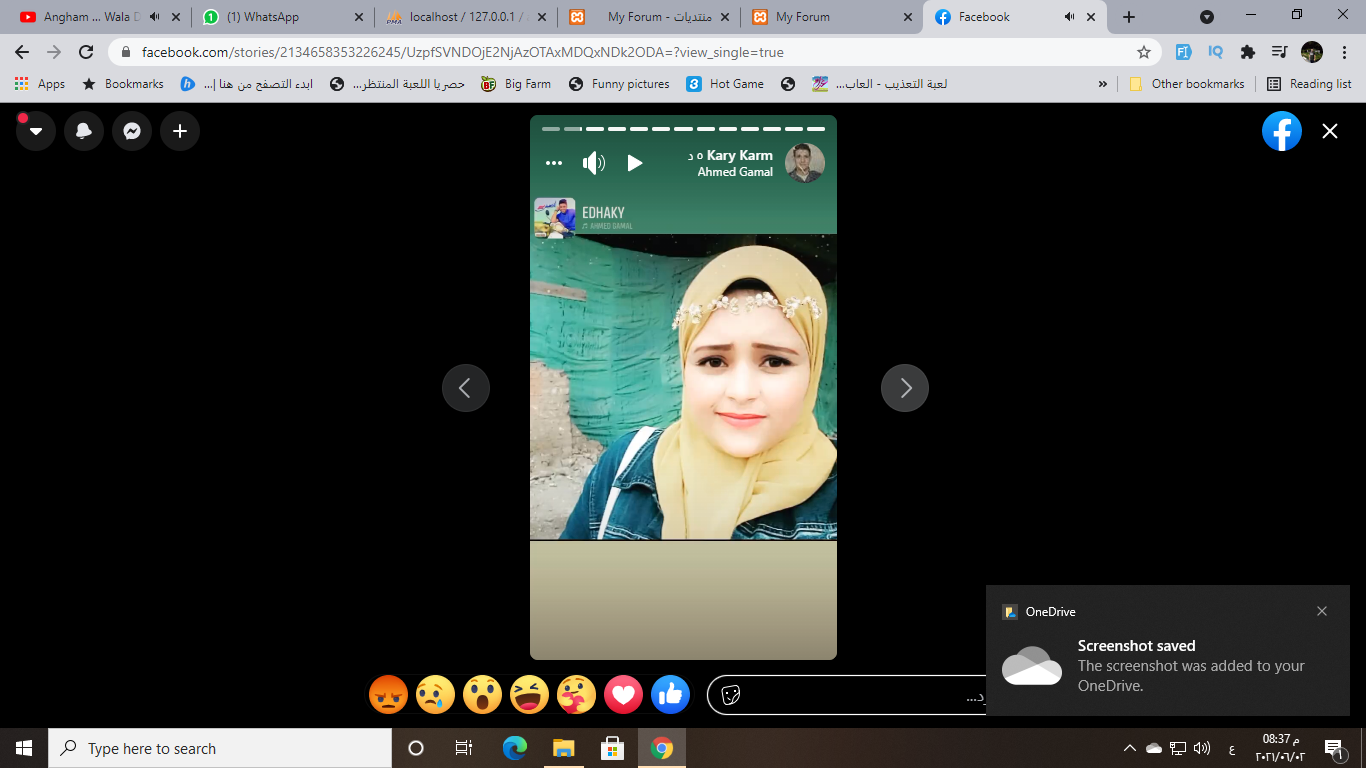 Angham ... Wala D
(1) WhatsApp
localhost / 127.0.0.1 /
My Forum - منتديات
My Forum
Facebook
facebook.com/stories/2134658353226245/UzpfSVNDOjE2NjAzOTAxMDQxNDk2ODA=?view_single=true
Apps
Bookmarks
ابدء التصفح من هنا |...
حصريا اللعبة المنتظر...
Big Farm
Funny pictures
Hot Game
لعبة التعذيب - العاب...
»
Other bookmarks
Reading list
Kary Karm
٥ د
Ahmed Gamal
EDHAKY
AHMED GAMAL
OneDrive
Screenshot saved
The screenshot was added to your
OneDrive.
Type here to search
ع
08:37 م
٢٠٢١/٠٦/٠٢
١